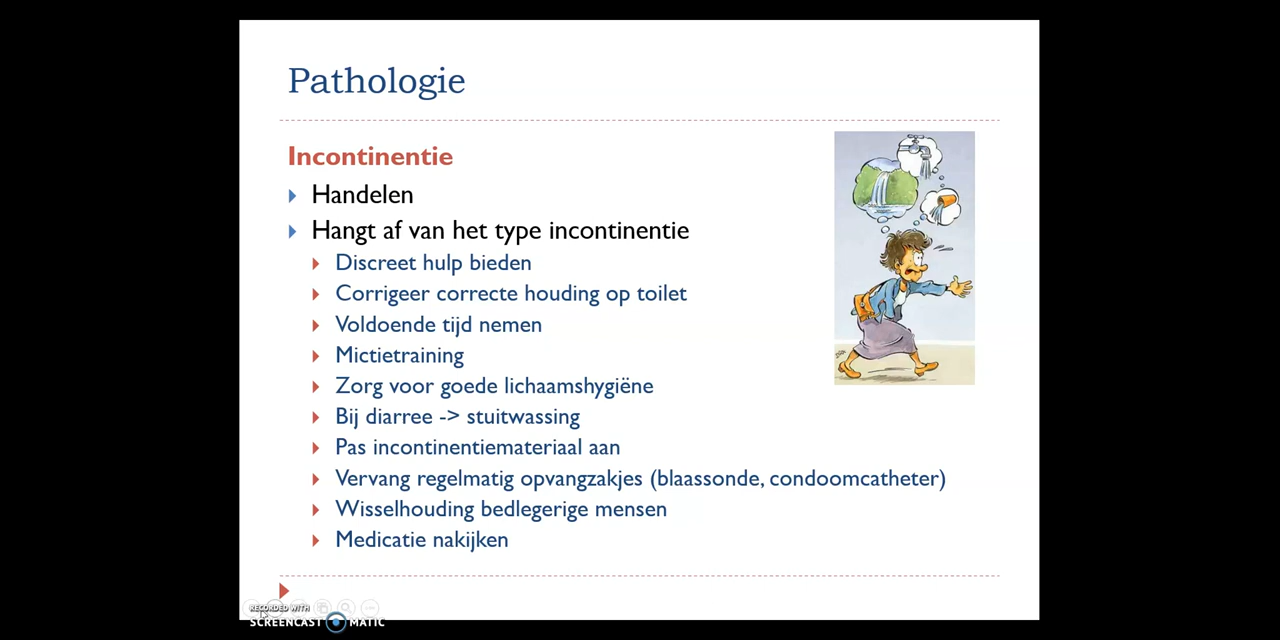 Pathologie
Incontinentie
Handelen
Hangt af van het type incontinentie
Discreet hulp bieden
Corrigeer correcte houding op toilet
Voldoende tijd nemen
Mictietraining
Zorg voor goede lichaamshygiëne
Bij diarree -> stuitwassing
Pas incontinentiemateriaal aan
Vervang regelmatig opvangzakjes (blaassonde, condoomcatheter)
Wisselhouding bedlegerige mensen
Medicatie nakijken
RECORDED WITH
SCREENCAST MATIC